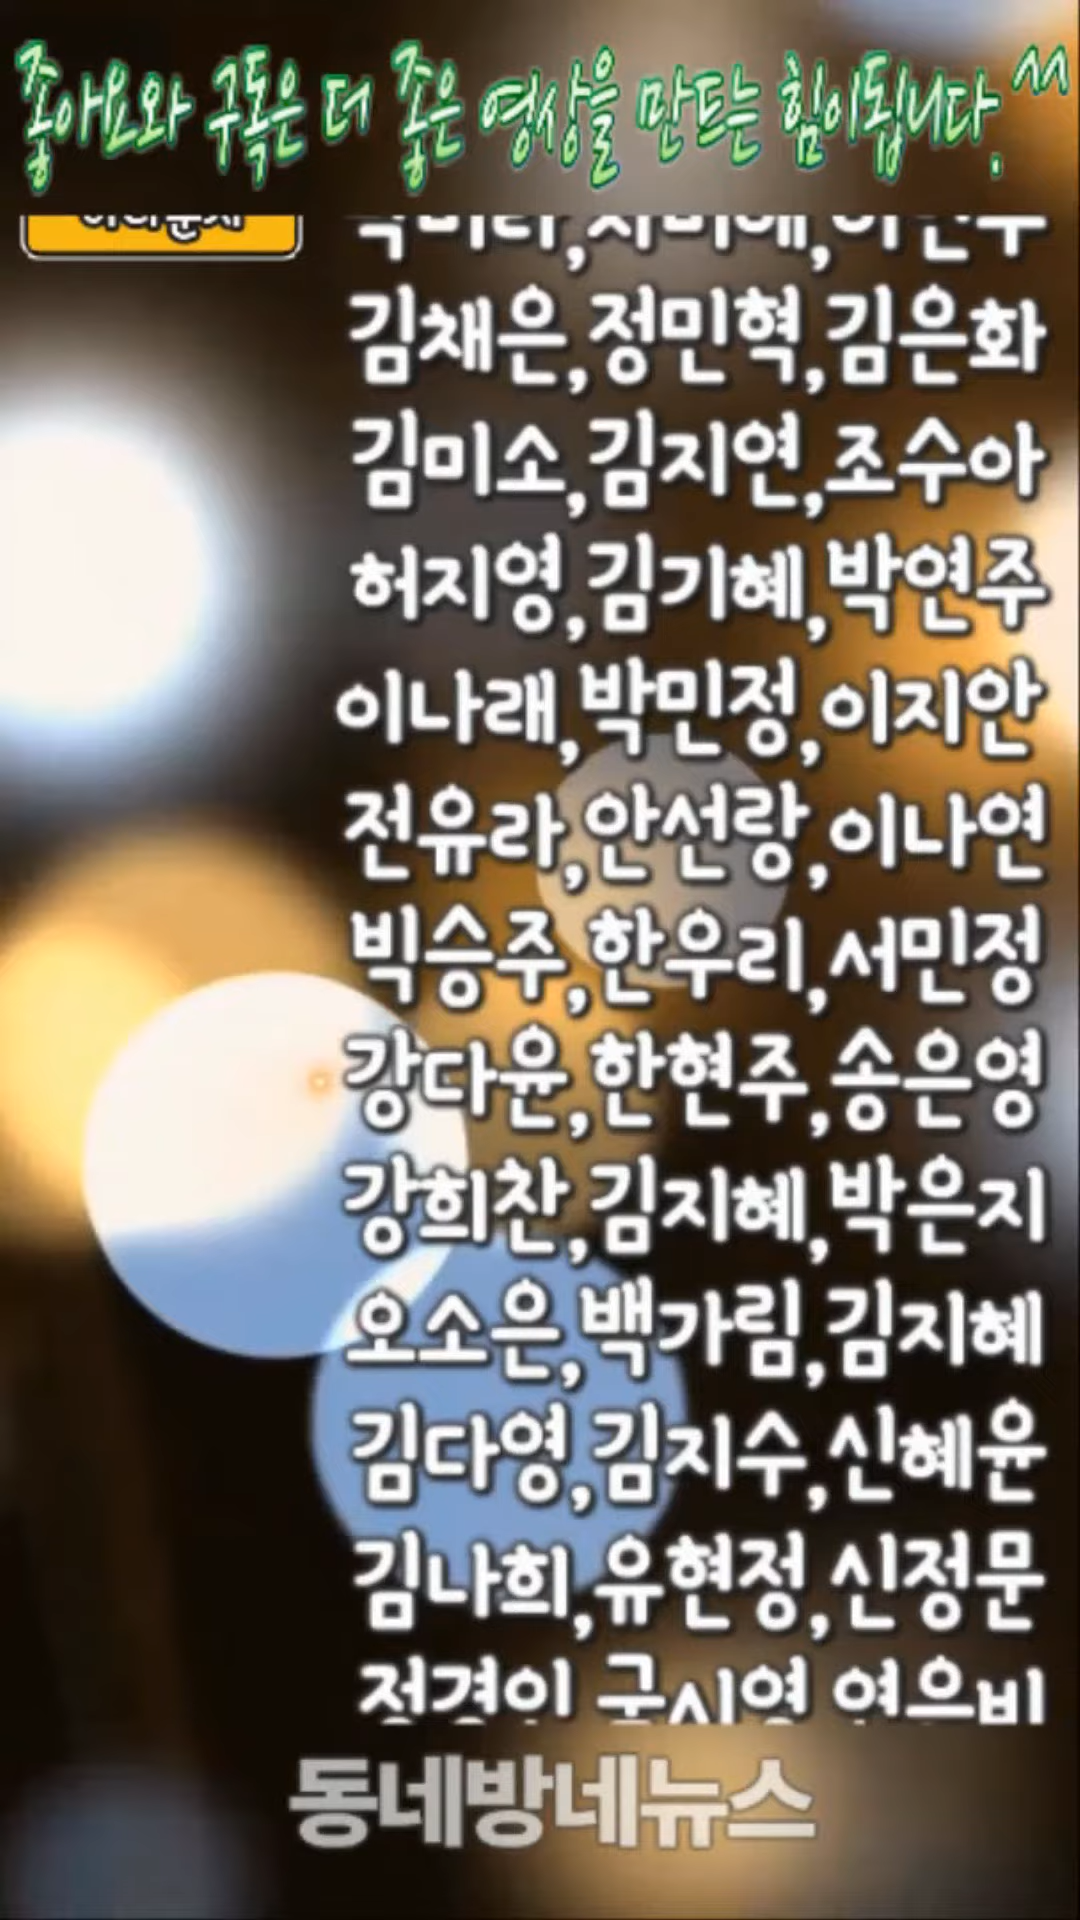 좋아요와 구독은 더 좋은 영상을 만드는 힘이됩니다.^^
김채은,정민혁,김은화
김미소,김지연,조수아
허지영,김기혜,박연주
이나래,박민정,이지안
전유라,안선랑,이나연
빅승주,한우리,서민정
강다윤,한현주,송은영
강희찬,김지혜,박은지
오소은,백가림,김지혜
김다영,김지수,신혜윤
김나희,유현정,신정문
동네방네뉴스